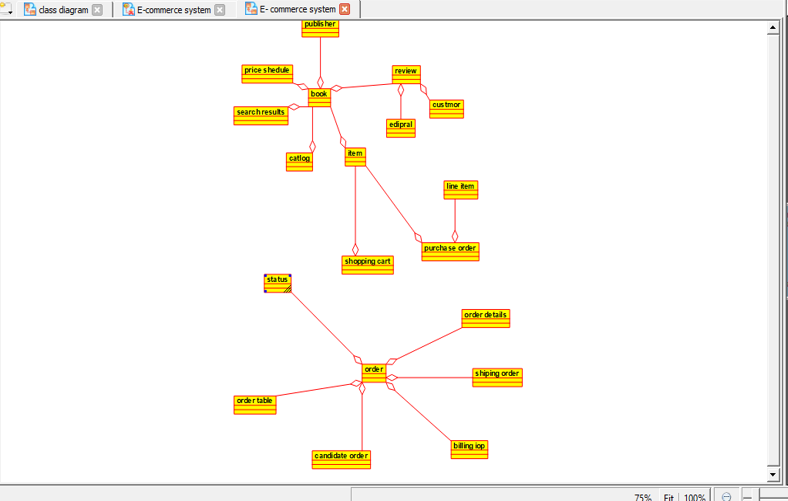 class diagram
E-commerce system
E- commerce system
publisher
price shedule
review
book
custmor
search results
edipral
catlog
item
line item
purchase order
shopping cart
status
order details
order
shiping order
order table
billing iop
candidate order
75%
Fit
100%